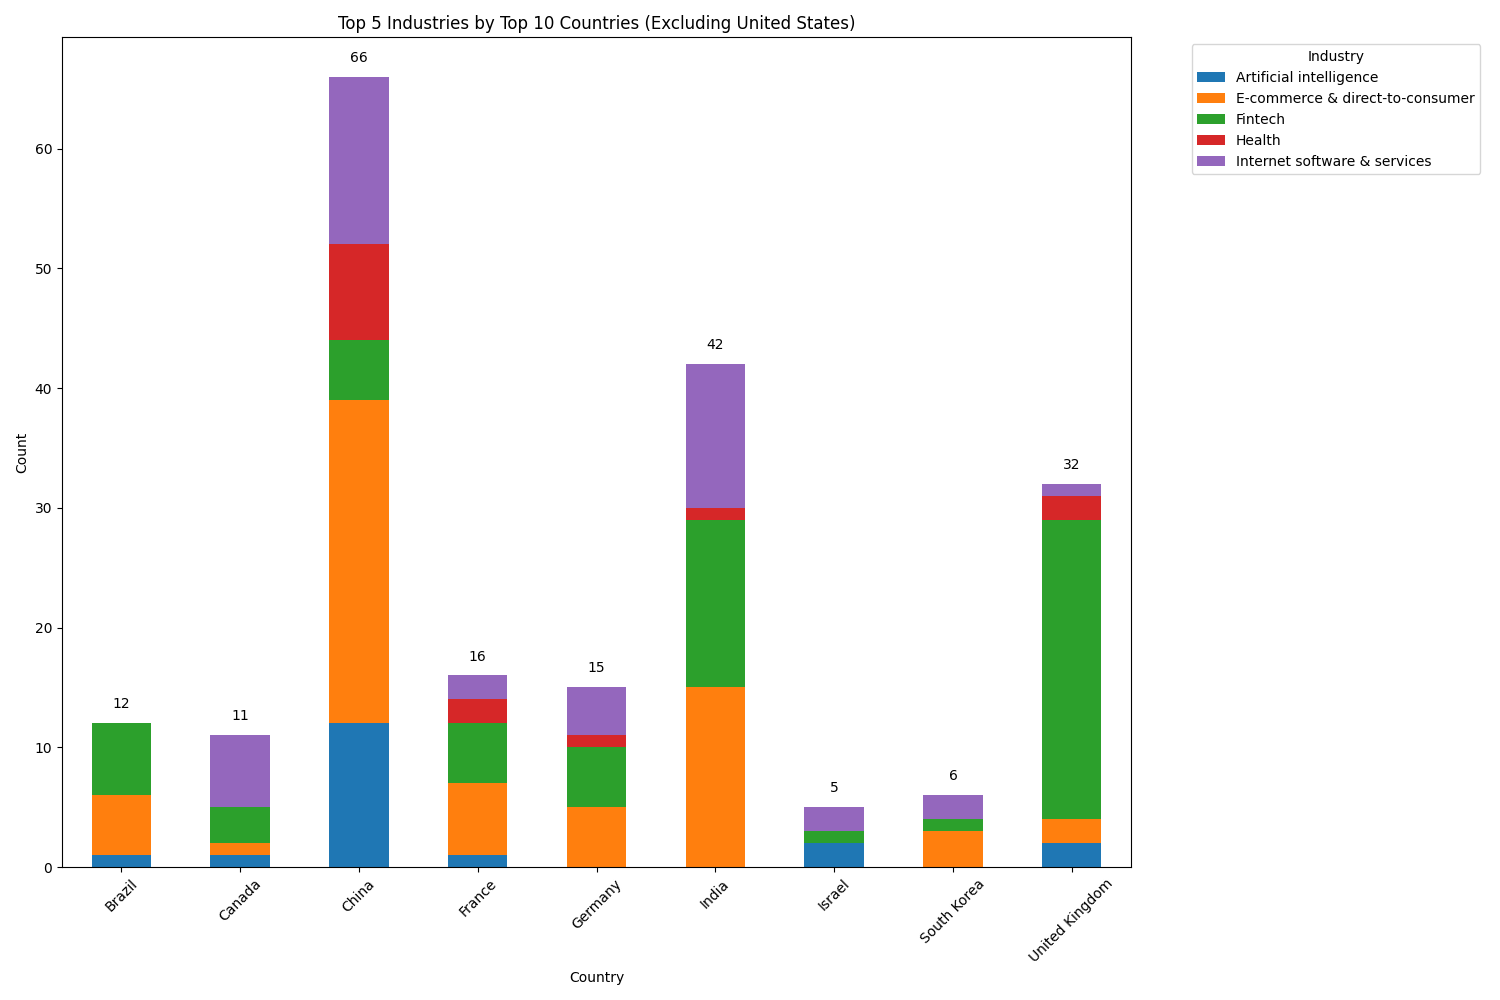 Top 5 Industries by Top 10 Countries (Excluding United States)
Industry
Artificial intelligence
E-commerce & direct-to-consumer
Fintech
Health
Internet software & services
Count
60
50
40
30
20
10
0
12
11
66
16
15
42
5
6
32
Brazil
Canada
China
France
Germany
India
Israel
South Korea
United Kingdom
Country